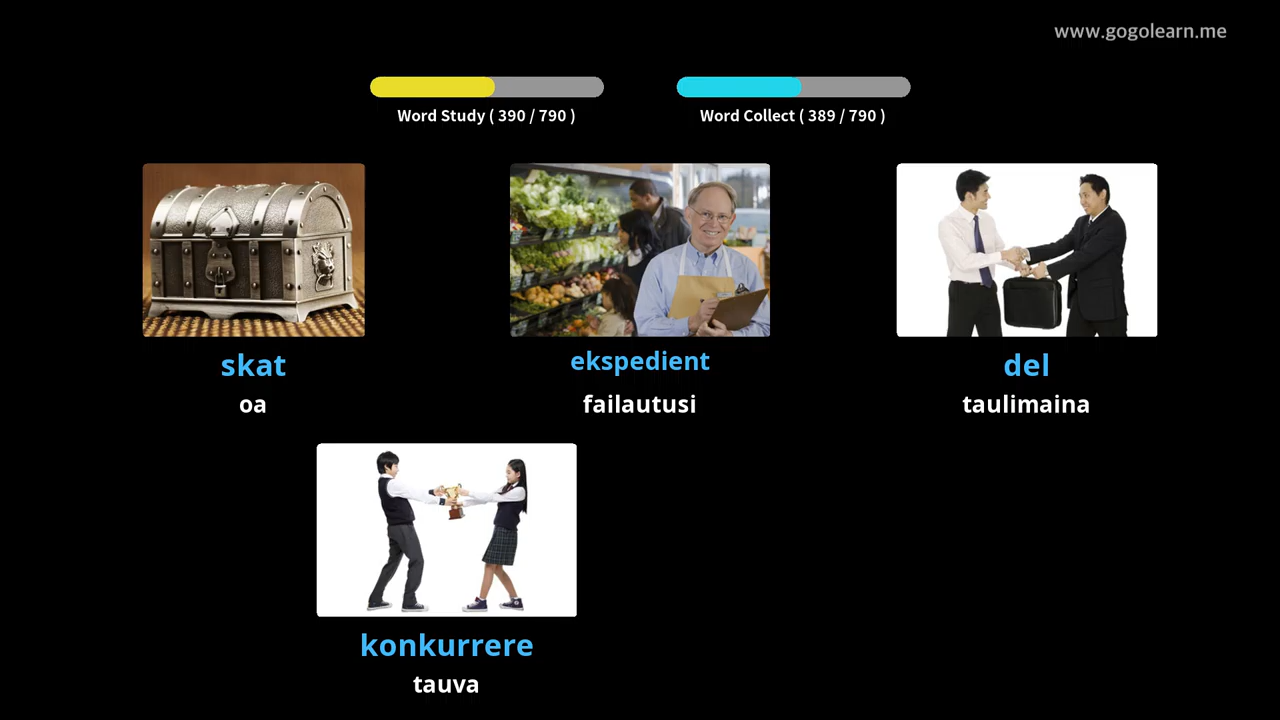 www.gogolearn.me
Word Study ( 390 / 790 )
Word Collect ( 389 / 790 )
skat
oa
ekspedient
failautusi
del
taulimaina
konkurrere
tauva